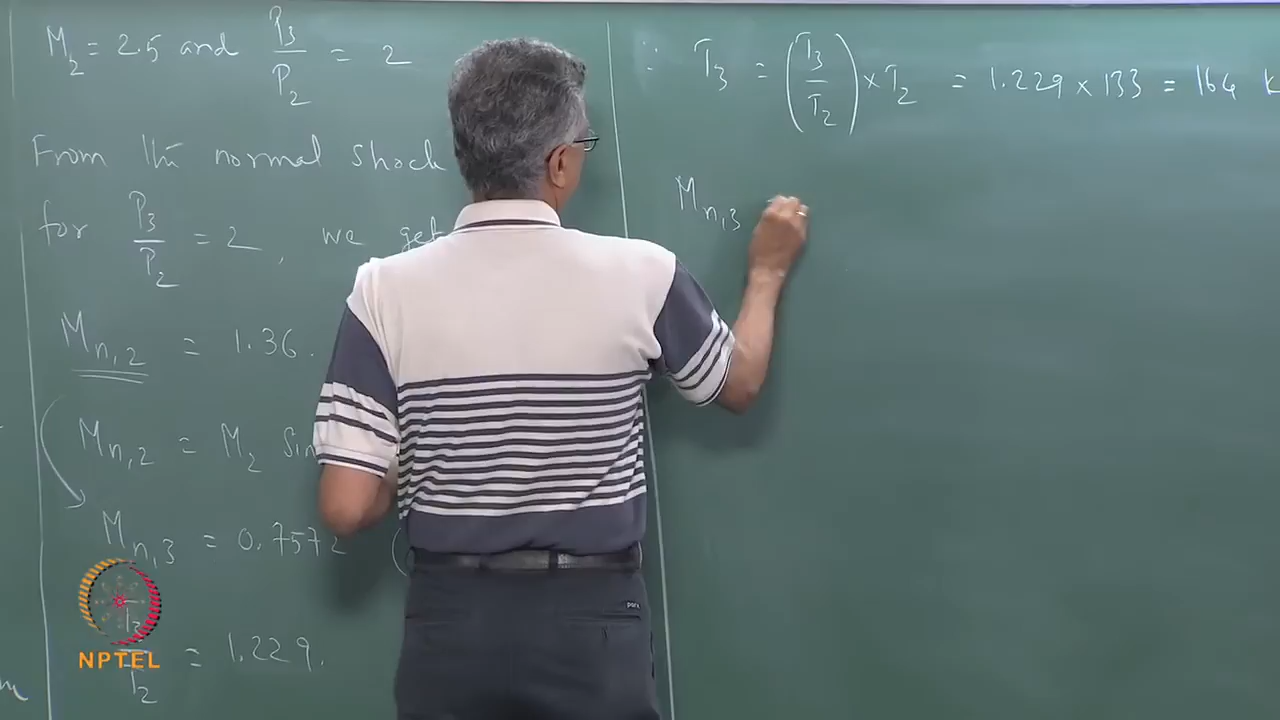 M₂ = 2.5 and P₃/P₂ = 2
From the normal shock
for P₃/P₂ = 2, we get
Mₙ,₂ = 1.36.
Mₙ,₂ = M₂ Sin
Mₙ,₃ = 0.7572 (
T₃/T₂ = 1.229.
∵ T₃ = (T₃/T₂) × T₂ = 1.229 × 133 = 164 K
Mₙ,₃
NPTEL